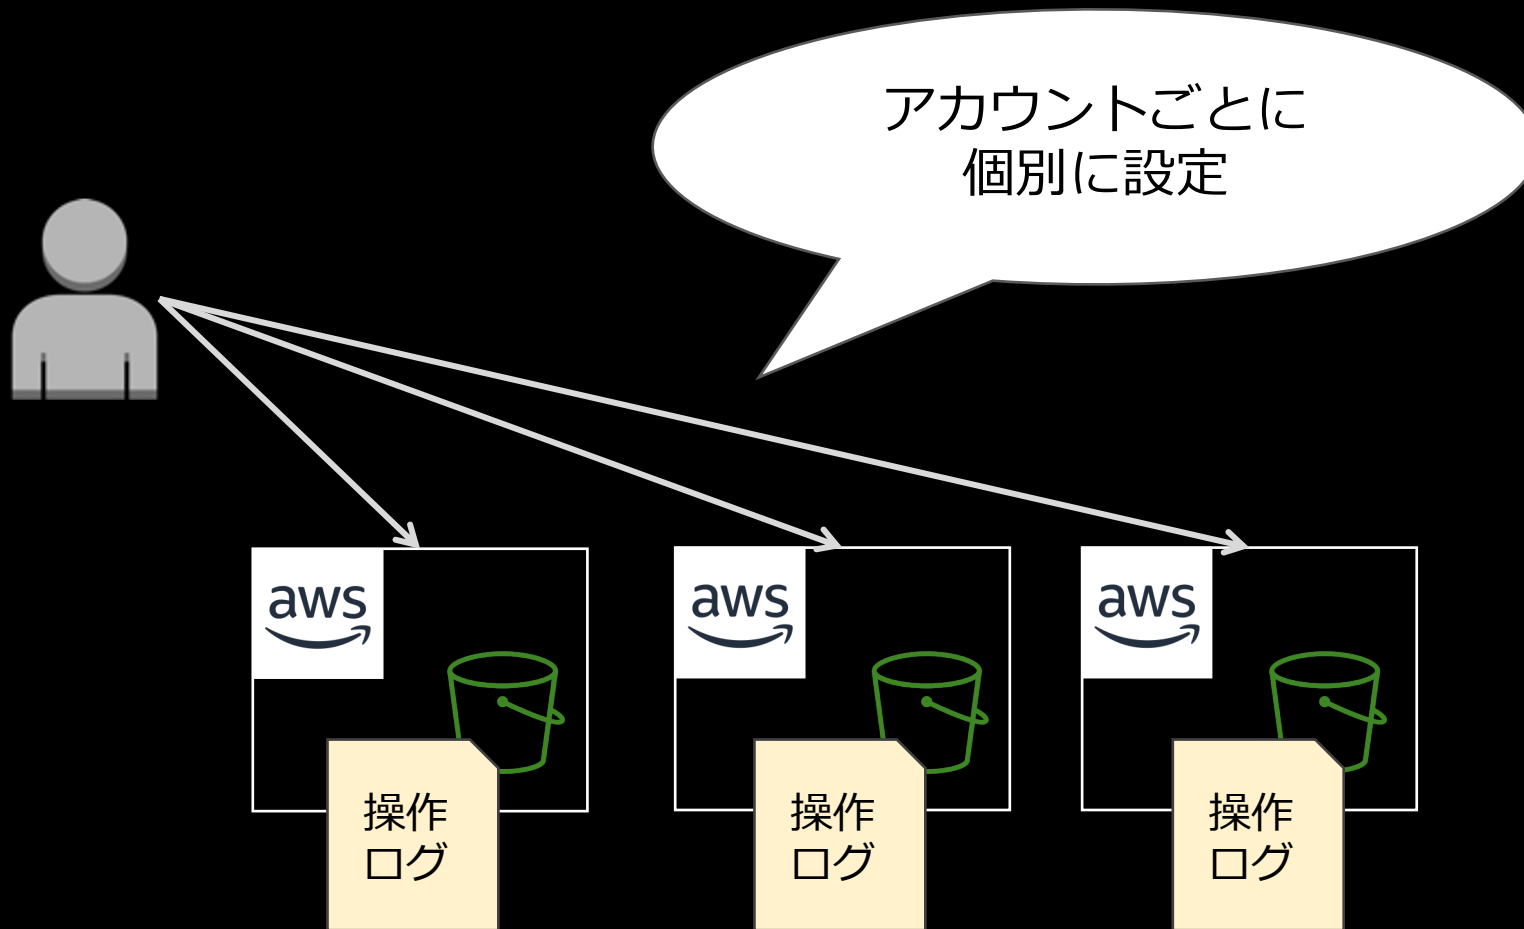 アカウントごとに
個別に設定
aws
aws
aws
操作
ログ
操作
ログ
操作
ログ